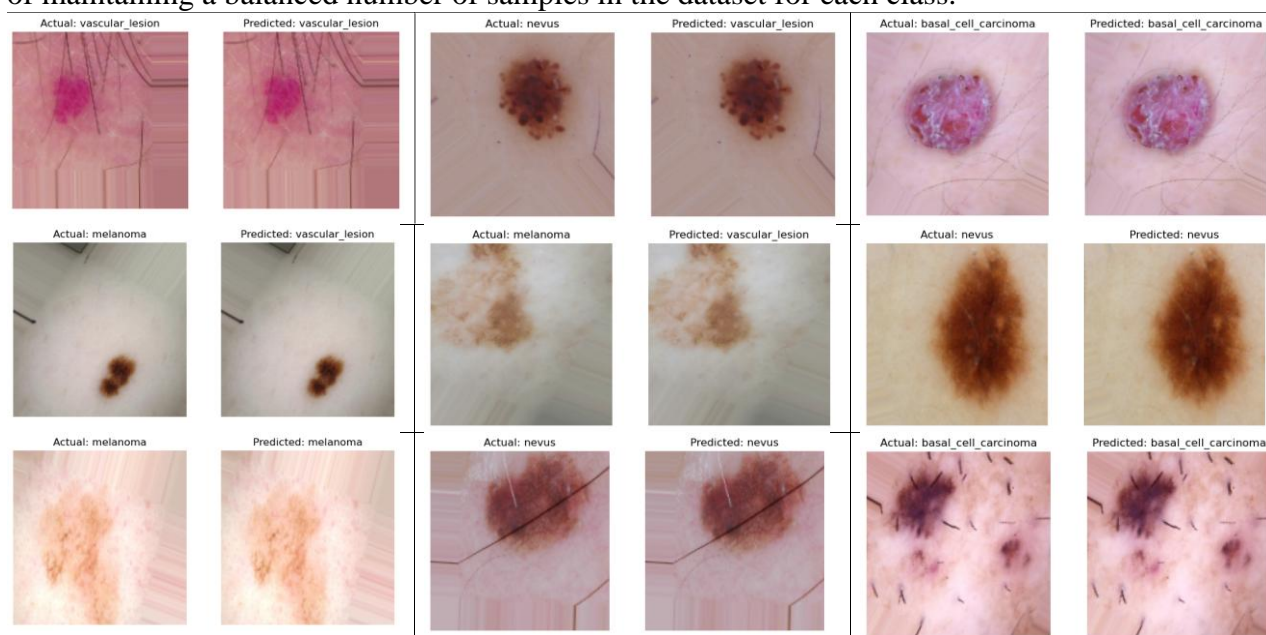 of maintaining a balanced number of samples in the dataset for each class.
Actual: vascular_lesion
Predicted: vascular_lesion
Actual: nevus
Predicted: vascular_lesion
Actual: basal_cell_carcinoma
Predicted: basal_cell_carcinoma
Actual: melanoma
Predicted: vascular_lesion
Actual: melanoma
Predicted: vascular_lesion
Actual: nevus
Predicted: nevus
Actual: melanoma
Predicted: melanoma
Actual: nevus
Predicted: nevus
Actual: basal_cell_carcinoma
Predicted: basal_cell_carcinoma